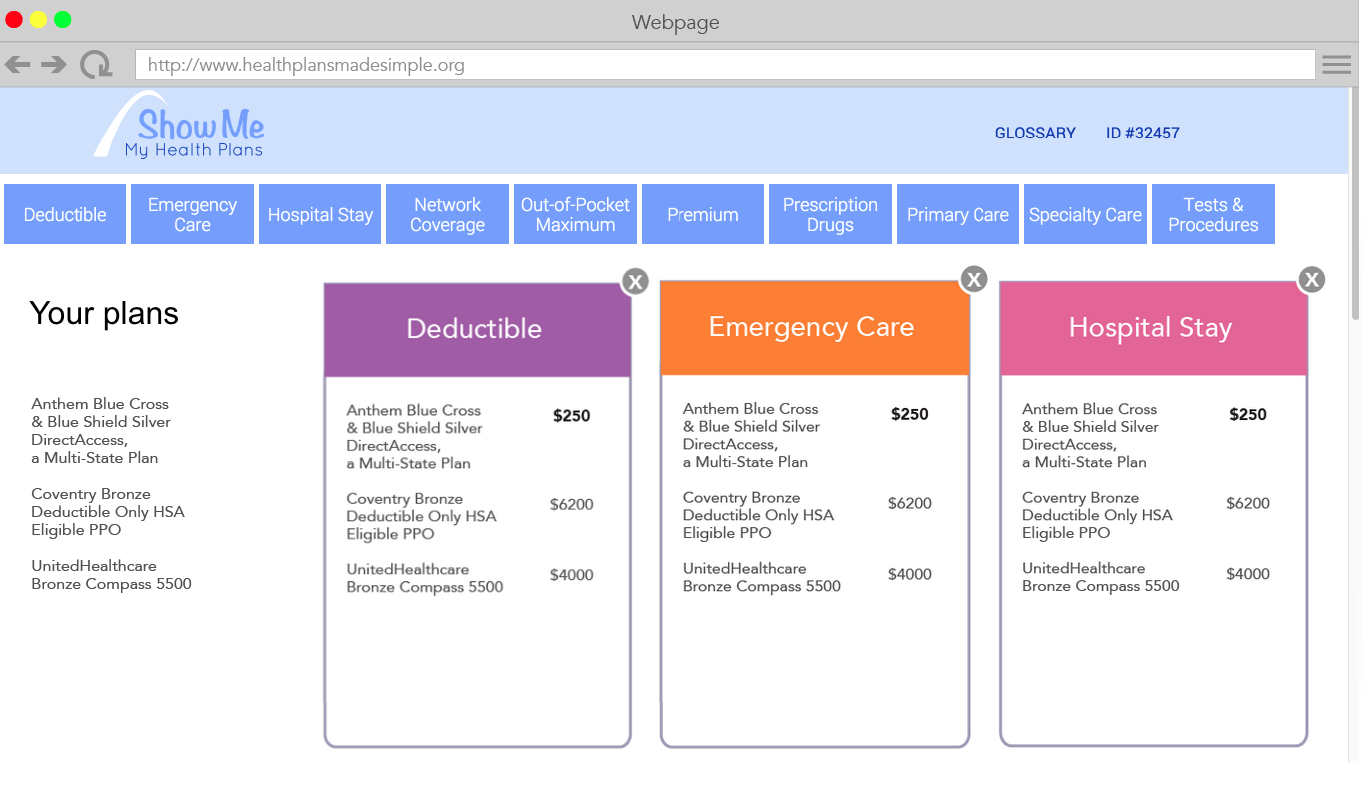 Webpage
http://www.healthplansmadesimple.org
Show Me
My Health Plans
GLOSSARY
ID #32457
Deductible
Emergency
Care
Hospital Stay
Network
Coverage
Out-of-Pocket
Maximum
Premium
Prescription
Drugs
Primary Care
Specialty Care
Tests &
Procedures
Your plans
Anthem Blue Cross
& Blue Shield Silver
DirectAccess,
a Multi-State Plan
Coventry Bronze
Deductible Only HSA
Eligible PPO
UnitedHealthcare
Bronze Compass 5500
X
Deductible
Anthem Blue Cross
& Blue Shield Silver
DirectAccess,
a Multi-State Plan
$250
Coventry Bronze
Deductible Only HSA
Eligible PPO
$6200
UnitedHealthcare
Bronze Compass 5500
$4000
X
Emergency Care
Anthem Blue Cross
& Blue Shield Silver
DirectAccess,
a Multi-State Plan
$250
Coventry Bronze
Deductible Only HSA
Eligible PPO
$6200
UnitedHealthcare
Bronze Compass 5500
$4000
X
Hospital Stay
Anthem Blue Cross
& Blue Shield Silver
DirectAccess,
a Multi-State Plan
$250
Coventry Bronze
Deductible Only HSA
Eligible PPO
$6200
UnitedHealthcare
Bronze Compass 5500
$4000